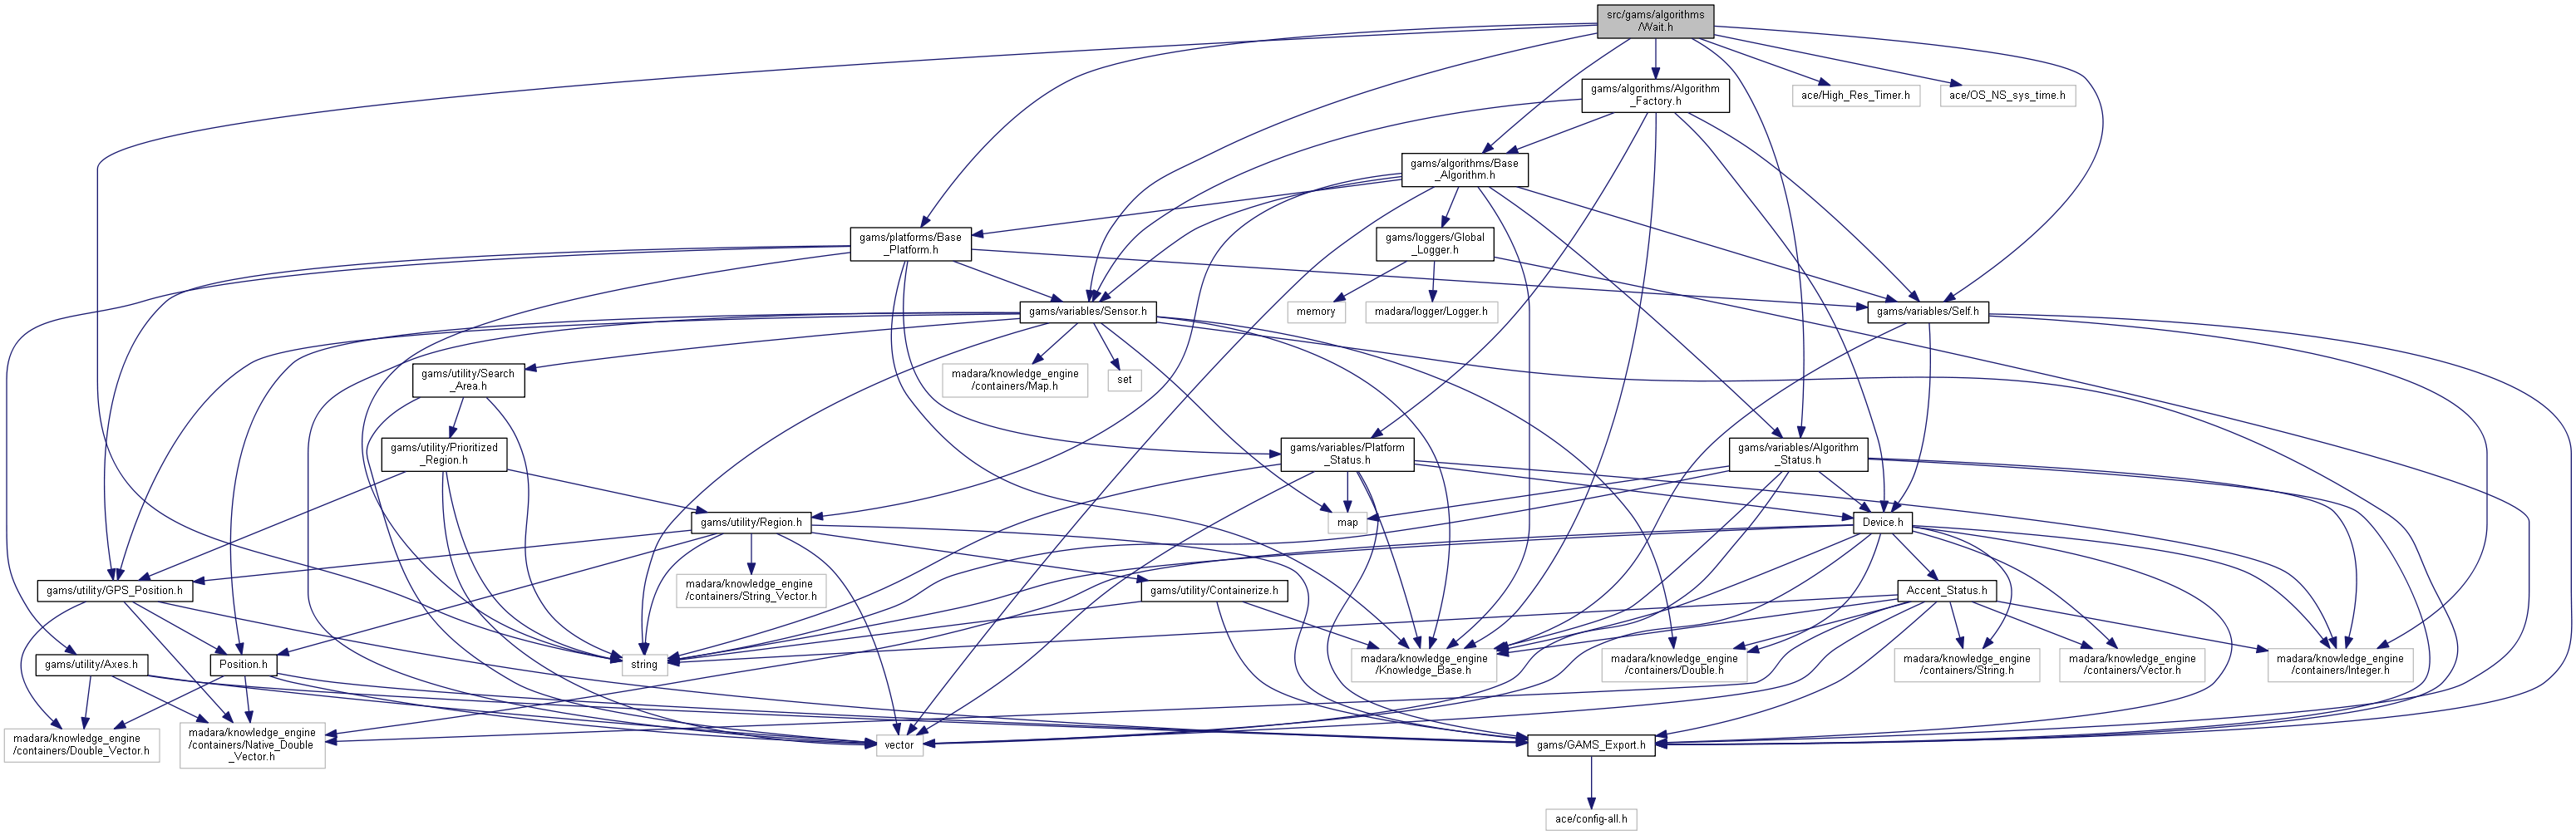 src/gams/algorithms
/Wait.h
gams/algorithms/Algorithm
_Factory.h
ace/High_Res_Timer.h
ace/OS_NS_sys_time.h
gams/algorithms/Base
_Algorithm.h
gams/platforms/Base
_Platform.h
gams/loggers/Global
_Logger.h
gams/variables/Sensor.h
memory
madara/logger/Logger.h
gams/variables/Self.h
gams/utility/Search
_Area.h
madara/knowledge_engine
/containers/Map.h
set
gams/utility/Prioritized
_Region.h
gams/variables/Platform
_Status.h
gams/variables/Algorithm
_Status.h
gams/utility/Region.h
map
Device.h
gams/utility/GPS_Position.h
madara/knowledge_engine
/containers/String_Vector.h
gams/utility/Containerize.h
Accent_Status.h
gams/utility/Axes.h
Position.h
string
madara/knowledge_engine
/Knowledge_Base.h
madara/knowledge_engine
/containers/Double.h
madara/knowledge_engine
/containers/String.h
madara/knowledge_engine
/containers/Vector.h
madara/knowledge_engine
/containers/Integer.h
madara/knowledge_engine
/containers/Double_Vector.h
madara/knowledge_engine
/containers/Native_Double
_Vector.h
vector
gams/GAMS_Export.h
ace/config-all.h